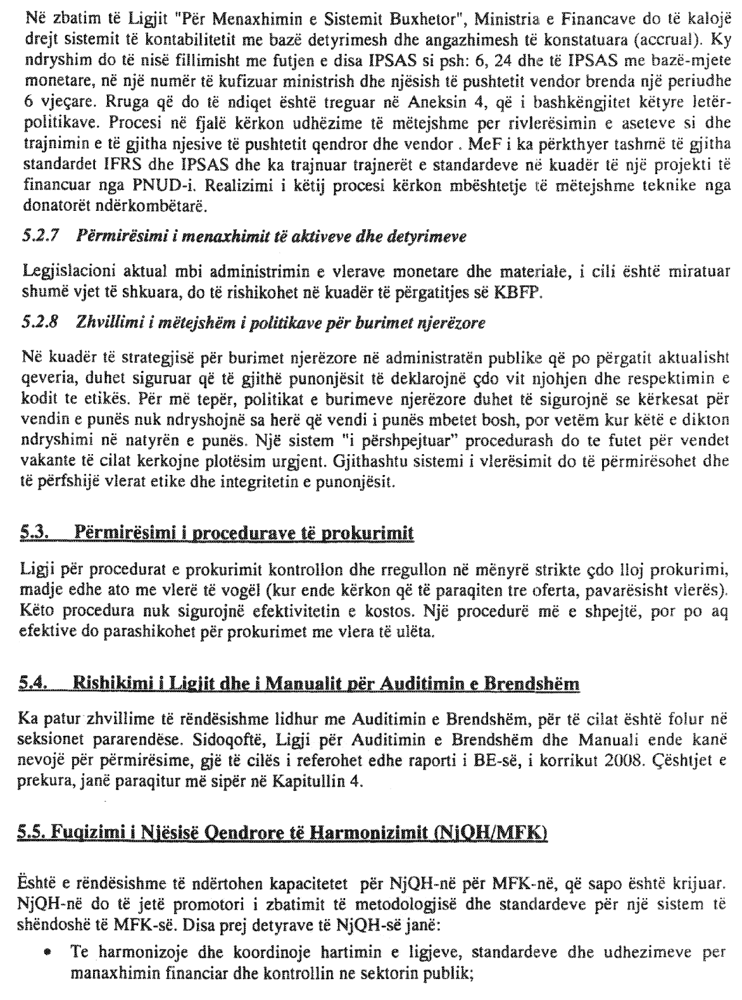 Në zbatim të Ligjit "Për Menaxhimin e Sistemit Buxhetor", Ministria e Financave do të kalojë
drejt sistemit të kontabilitetit me bazë detyrimesh dhe angazhimesh të konstatuara (accrual). Ky
ndryshim do të nisë fillimisht me futjen e disa IPSAS si psh: 6, 24 dhe të IPSAS me bazë-mjete
monetare, në një numër të kufizuar ministrish dhe njësish të pushtetit vendor brenda një periudhe
6 vjeçare. Rruga që do të ndiqet është treguar në Aneksin 4, që i bashkëngjitet këtyre letër-
politikave. Procesi në fjalë kërkon udhëzime të mëtejshme per rivlerësimin e aseteve si dhe
trajnimin e të gjitha njesive të pushtetit qendror dhe vendor . MeF i ka përkthyer tashmë të gjitha
standardet IFRS dhe IPSAS dhe ka trajnuar trajnerët e standardeve në kuadër të një projekti të
financuar nga PNUD-i. Realizimi i këtij procesi kërkon mbështetje të mëtejshme teknike nga
donatorët ndërkombëtarë.
5.2.7 Përmirësimi i menaxhimit të aktiveve dhe detyrimeve
Legjislacioni aktual mbi administrimin e vlerave monetare dhe materiale, i cili është miratuar
shumë vjet të shkuara, do të rishikohet në kuadër të përgatitjes së KBFP.
5.2.8 Zhvillimi i mëtejshëm i politikave për burimet njerëzore
Në kuadër të strategjisë për burimet njerëzore në administratën publike që po përgatit aktualisht
qeveria, duhet siguruar që të gjithë punonjësit të deklarojnë çdo vit njohjen dhe respektimin e
kodit te etikës. Për më tepër, politikat e burimeve njerëzore duhet të sigurojnë se kërkesat për
vendin e punës nuk ndryshojnë sa herë që vendi i punës mbetet bosh, por vetëm kur këtë e dikton
ndryshimi në natyrën e punës. Një sistem "i përshpejtuar" procedurash do te futet për vendet
vakante të cilat kerkojne plotësim urgjent. Gjithashtu sistemi i vlerësimit do të përmirësohet dhe
të përfshijë vlerat etike dhe integritetin e punonjësit.
5.3. Përmirësimi i procedurave të prokurimit
Ligji për procedurat e prokurimit kontrollon dhe rregullon në mënyrë strikte çdo lloj prokurimi,
madje edhe ato me vlerë të vogël (kur ende kërkon që të paraqiten tre oferta, pavarësisht vlerës).
Këto procedura nuk sigurojnë efektivitetin e kostos. Një procedurë më e shpejtë, por po aq
efektive do parashikohet për prokurimet me vlera të ulëta.
5.4. Rishikimi i Ligjit dhe i Manualit për Auditimin e Brendshëm
Ka patur zhvillime të rëndësishme lidhur me Auditimin e Brendshëm, për të cilat është folur në
seksionet pararendëse. Sidoqoftë, Ligji për Auditimin e Brendshëm dhe Manuali ende kanë
nevojë për përmirësime, gjë të cilës i referohet edhe raporti i BE-së, i korrikut 2008. Çështjet e
prekura, janë paraqitur më sipër në Kapitullin 4.
5.5. Fuqizimi i Njësisë Qendrore të Harmonizimit (NjQH/MFK)
Është e rëndësishme të ndërtohen kapacitetet për NjQH-në për MFK-në, që sapo është krijuar.
NjQH-në do të jetë promotori i zbatimit të metodologjisë dhe standardeve për një sistem të
shëndoshë të MFK-së. Disa prej detyrave të NjQH-së janë:
• Te harmonizoje dhe koordinoje hartimin e ligjeve, standardeve dhe udhezimeve per
manaxhimin financiar dhe kontrollin ne sektorin publik;